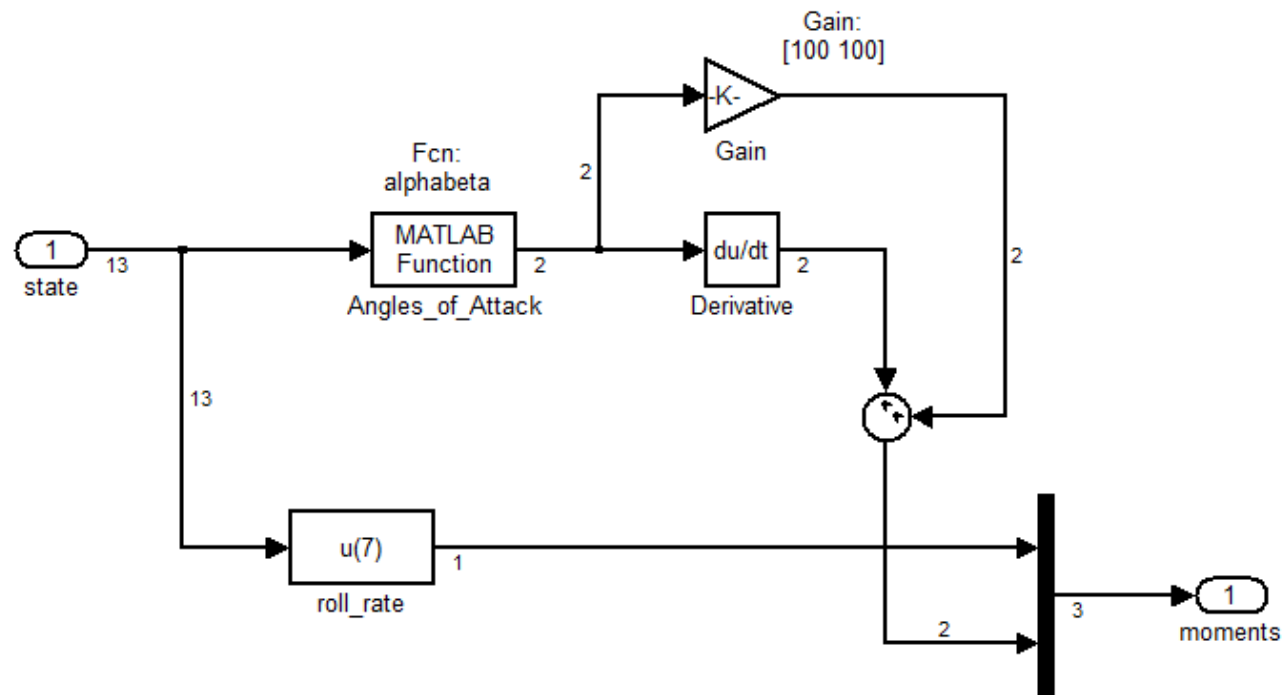 Gain:
[100 100]
-K-
Gain
2
Fcn:
alphabeta
1
state
13
MATLAB
Function
Angles_of_Attack
2
du/dt
Derivative
2
2
13
++
u(7)
roll_rate
1
2
3
1
moments